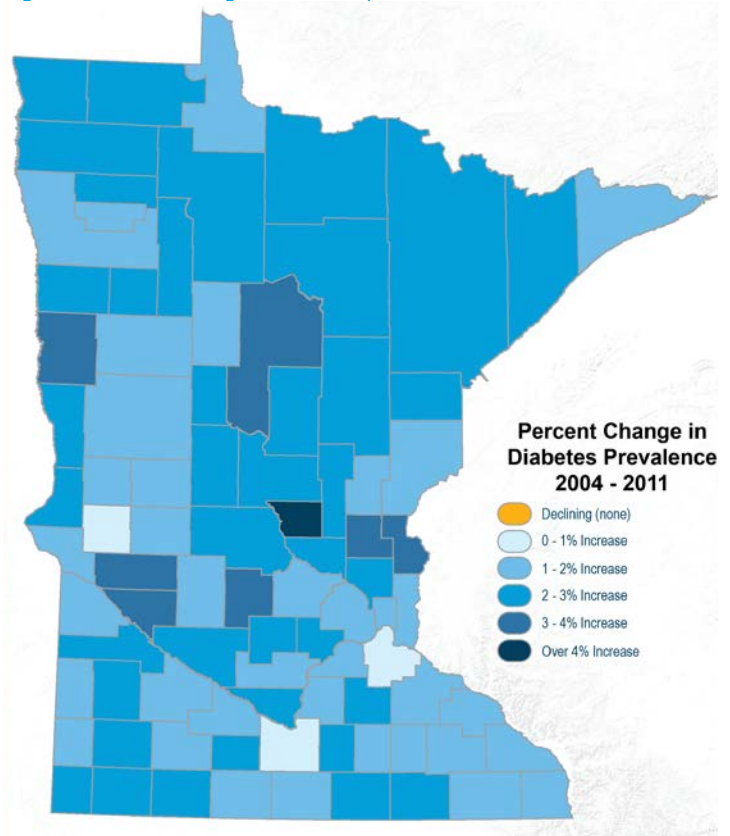 Percent Change in
Diabetes Prevalence
2004 - 2011
Declining (none)
0 - 1% Increase
1 - 2% Increase
2 - 3% Increase
3 - 4% Increase
Over 4% Increase